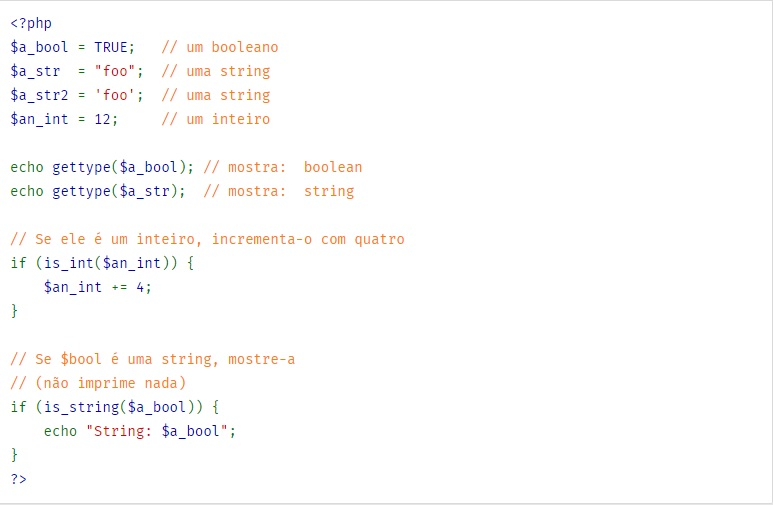 <?php
$a_bool = TRUE;   // um booleano
$a_str  = "foo";  // uma string
$a_str2 = 'foo';  // uma string
$an_int = 12;     // um inteiro

echo gettype($a_bool); // mostra:  boolean
echo gettype($a_str);  // mostra:  string

// Se ele é um inteiro, incrementa-o com quatro
if (is_int($an_int)) {
    $an_int += 4;
}

// Se $bool é uma string, mostre-a
// (não imprime nada)
if (is_string($a_bool)) {
    echo "String: $a_bool";
}
?>